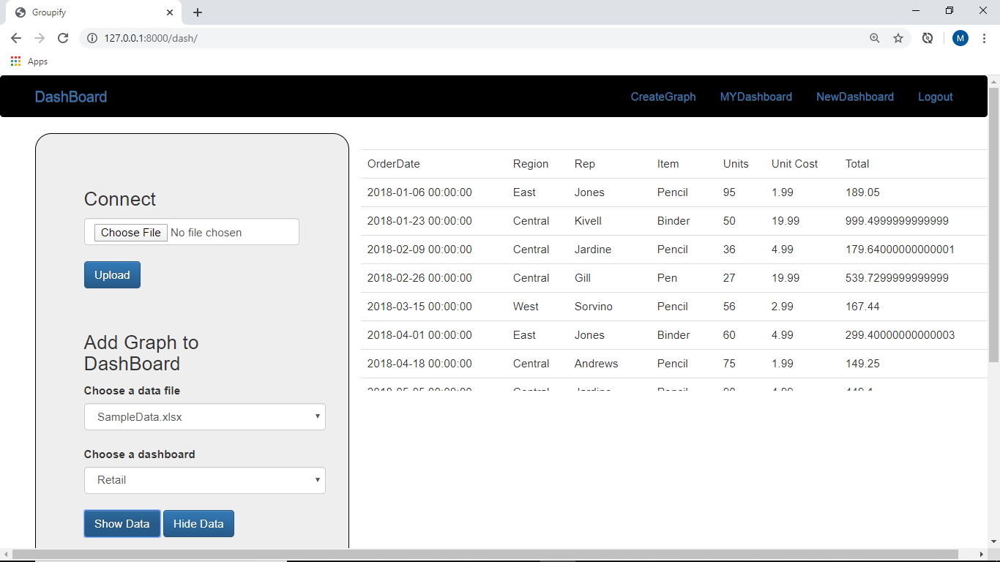 Groupify
127.0.0.1:8000/dash/
M
Apps
DashBoard
CreateGraph MYDashboard NewDashboard Logout
Connect
Choose File No file chosen
Upload
Add Graph to
DashBoard
Choose a data file
SampleData.xlsx
Choose a dashboard
Retail
Show Data Hide Data
OrderDate Region Rep Item Units Unit Cost Total
2018-01-06 00:00:00 East Jones Pencil 95 1.99 189.05
2018-01-23 00:00:00 Central Kivell Binder 50 19.99 999.4999999999999
2018-02-09 00:00:00 Central Jardine Pencil 36 4.99 179.64000000000001
2018-02-26 00:00:00 Central Gill Pen 27 19.99 539.7299999999999
2018-03-15 00:00:00 West Sorvino Pencil 56 2.99 167.44
2018-04-01 00:00:00 East Jones Binder 60 4.99 299.40000000000003
2018-04-18 00:00:00 Central Andrews Pencil 75 1.99 149.25